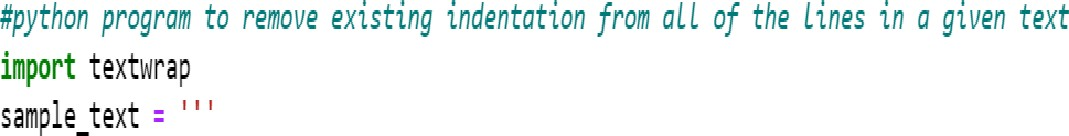 #python program to remove existing indentation from all of the lines in a given text
import textwrap
sample_text = '''